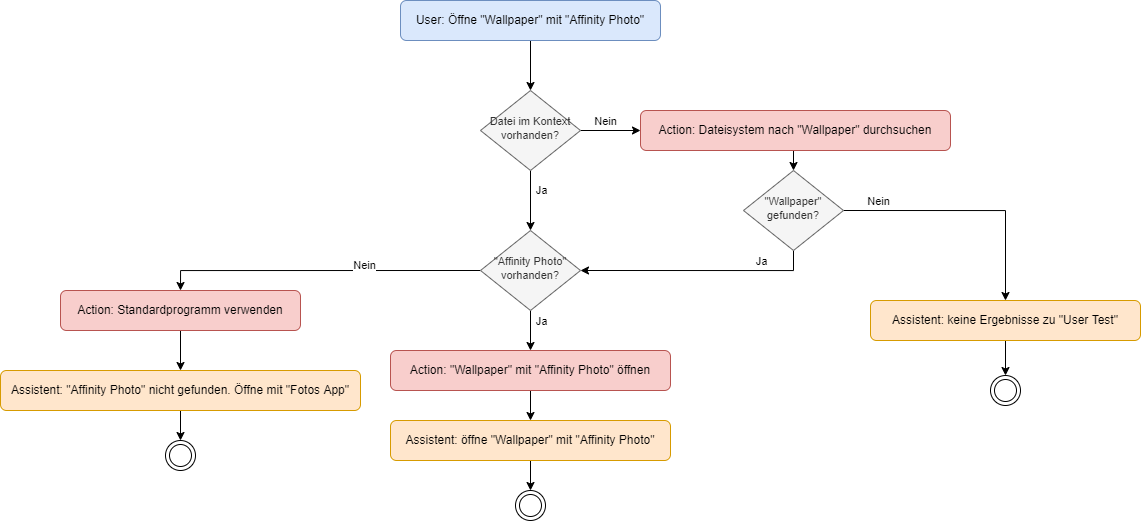 User: Öffne "Wallpaper" mit "Affinity Photo"
Datei im Kontext
vorhanden?
Nein
Action: Dateisystem nach "Wallpaper" durchsuchen
Ja
"Wallpaper"
gefunden?
Nein
"Affinity Photo"
vorhanden?
Nein
Ja
Action: Standardprogramm verwenden
Ja
Assistent: keine Ergebnisse zu "User Test"
Action: "Wallpaper" mit "Affinity Photo" öffnen
Assistent: "Affinity Photo" nicht gefunden. Öffne mit "Fotos App"
Assistent: öffne "Wallpaper" mit "Affinity Photo"